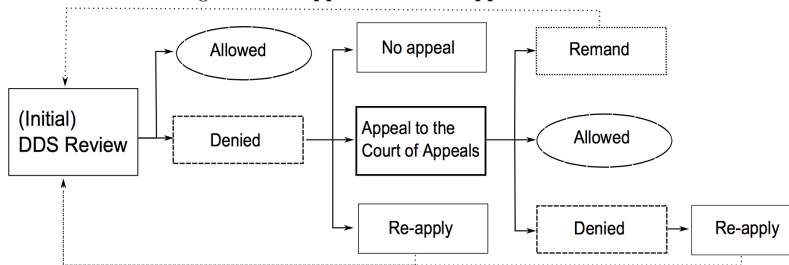 Allowed
No appeal
Remand
(Initial)
DDS Review
Denied
Appeal to the
Court of Appeals
Allowed
Re-apply
Denied
Re-apply